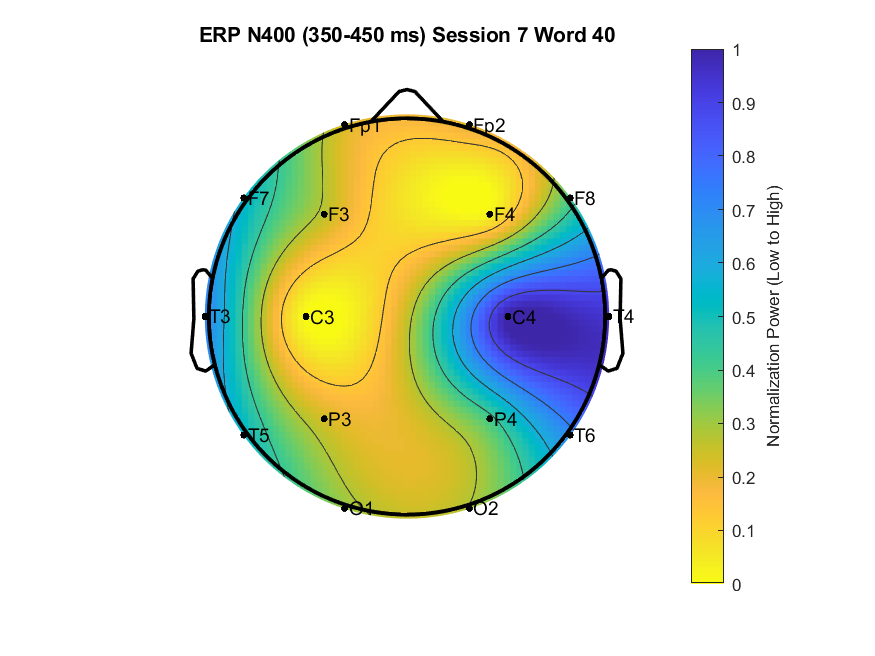 ERP N400 (350-450 ms) Session 7 Word 40
Fp1 Fp2
F7 F3 F4 F8
T3 C3 C4 T4
T5 P3 P4 T6
O1 O2
1
0.9
0.8
0.7
0.6
0.5
0.4
0.3
0.2
0.1
0
Normalization Power (Low to High)